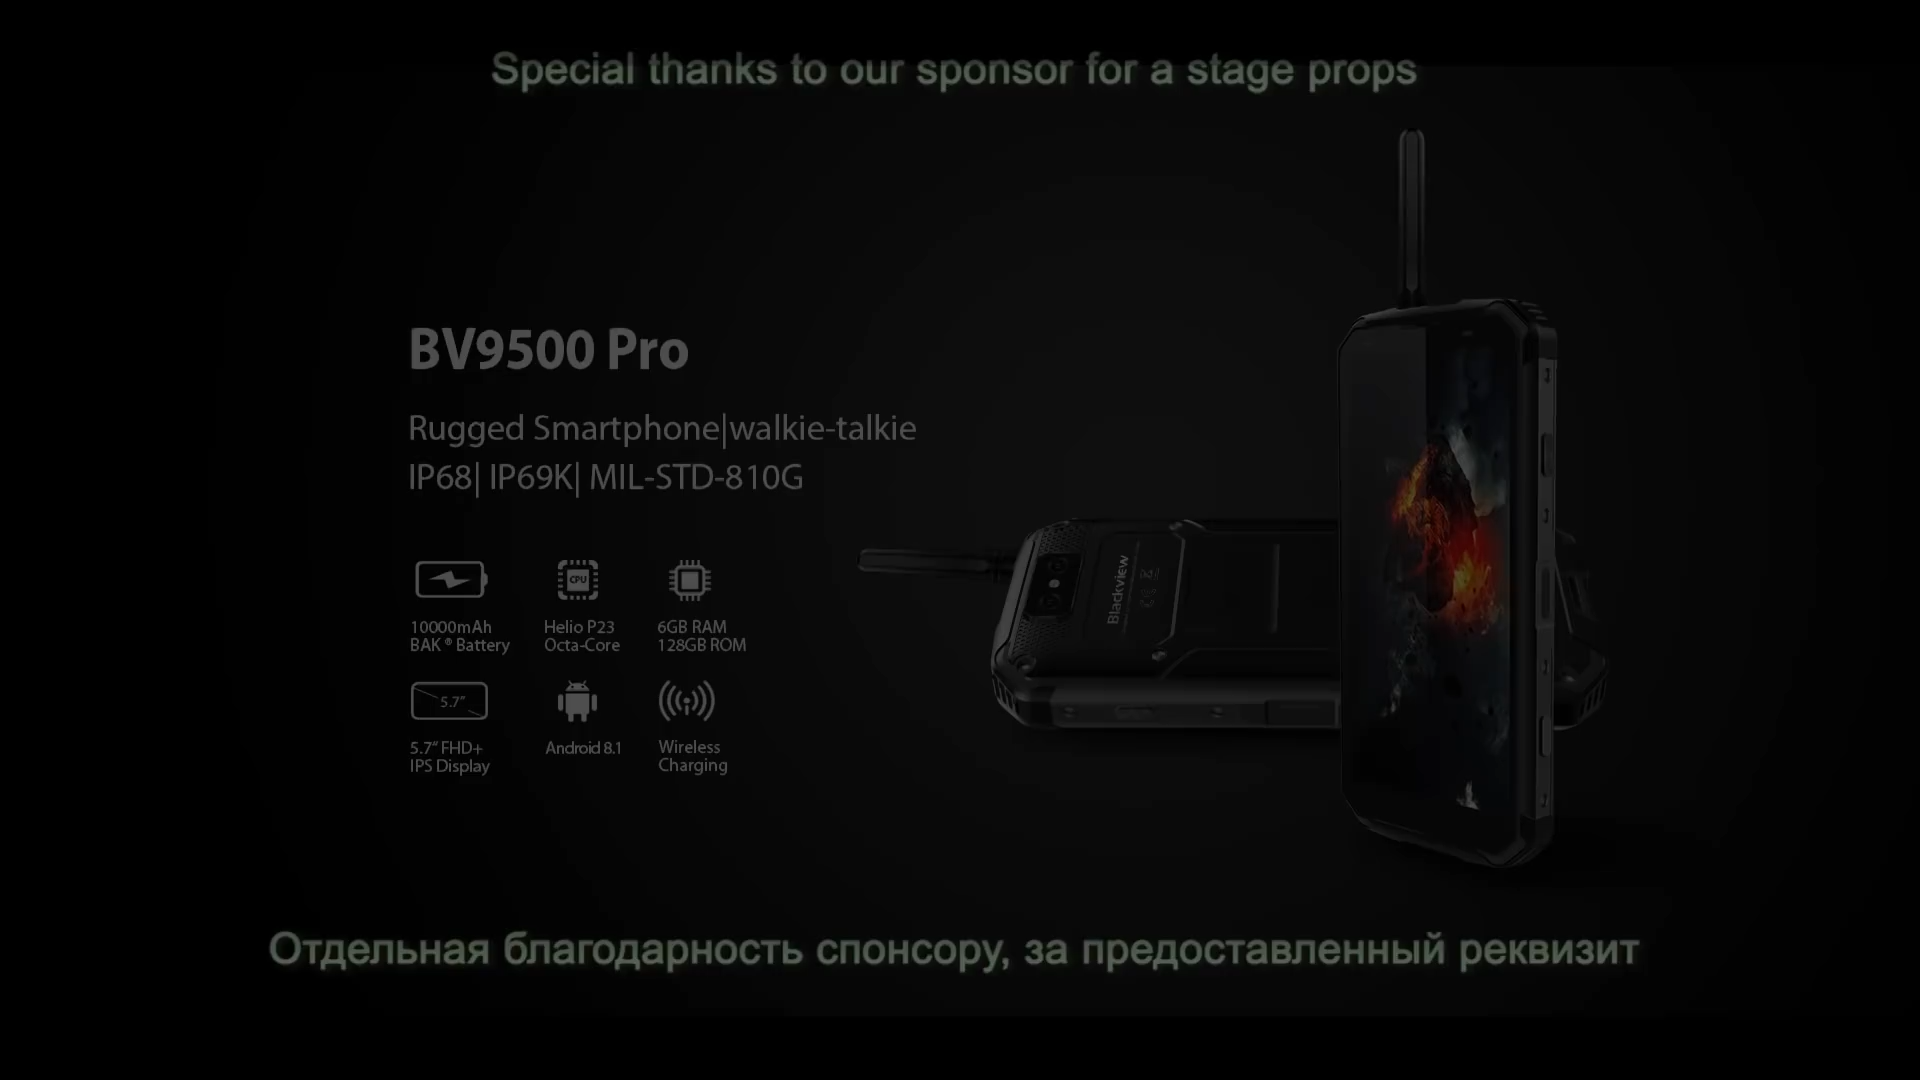 Special thanks to our sponsor for a stage props
BV9500 Pro
Rugged Smartphone|walkie-talkie
IP68| IP69K| MIL-STD-810G
CPU
10000mAh
BAK ® Battery
Helio P23
Octa-Core
6GB RAM
128GB ROM
5.7"
5.7" FHD+
IPS Display
Android 8.1
Wireless
Charging
Blackview
Отдельная благодарность спонсору, за предоставленный реквизит